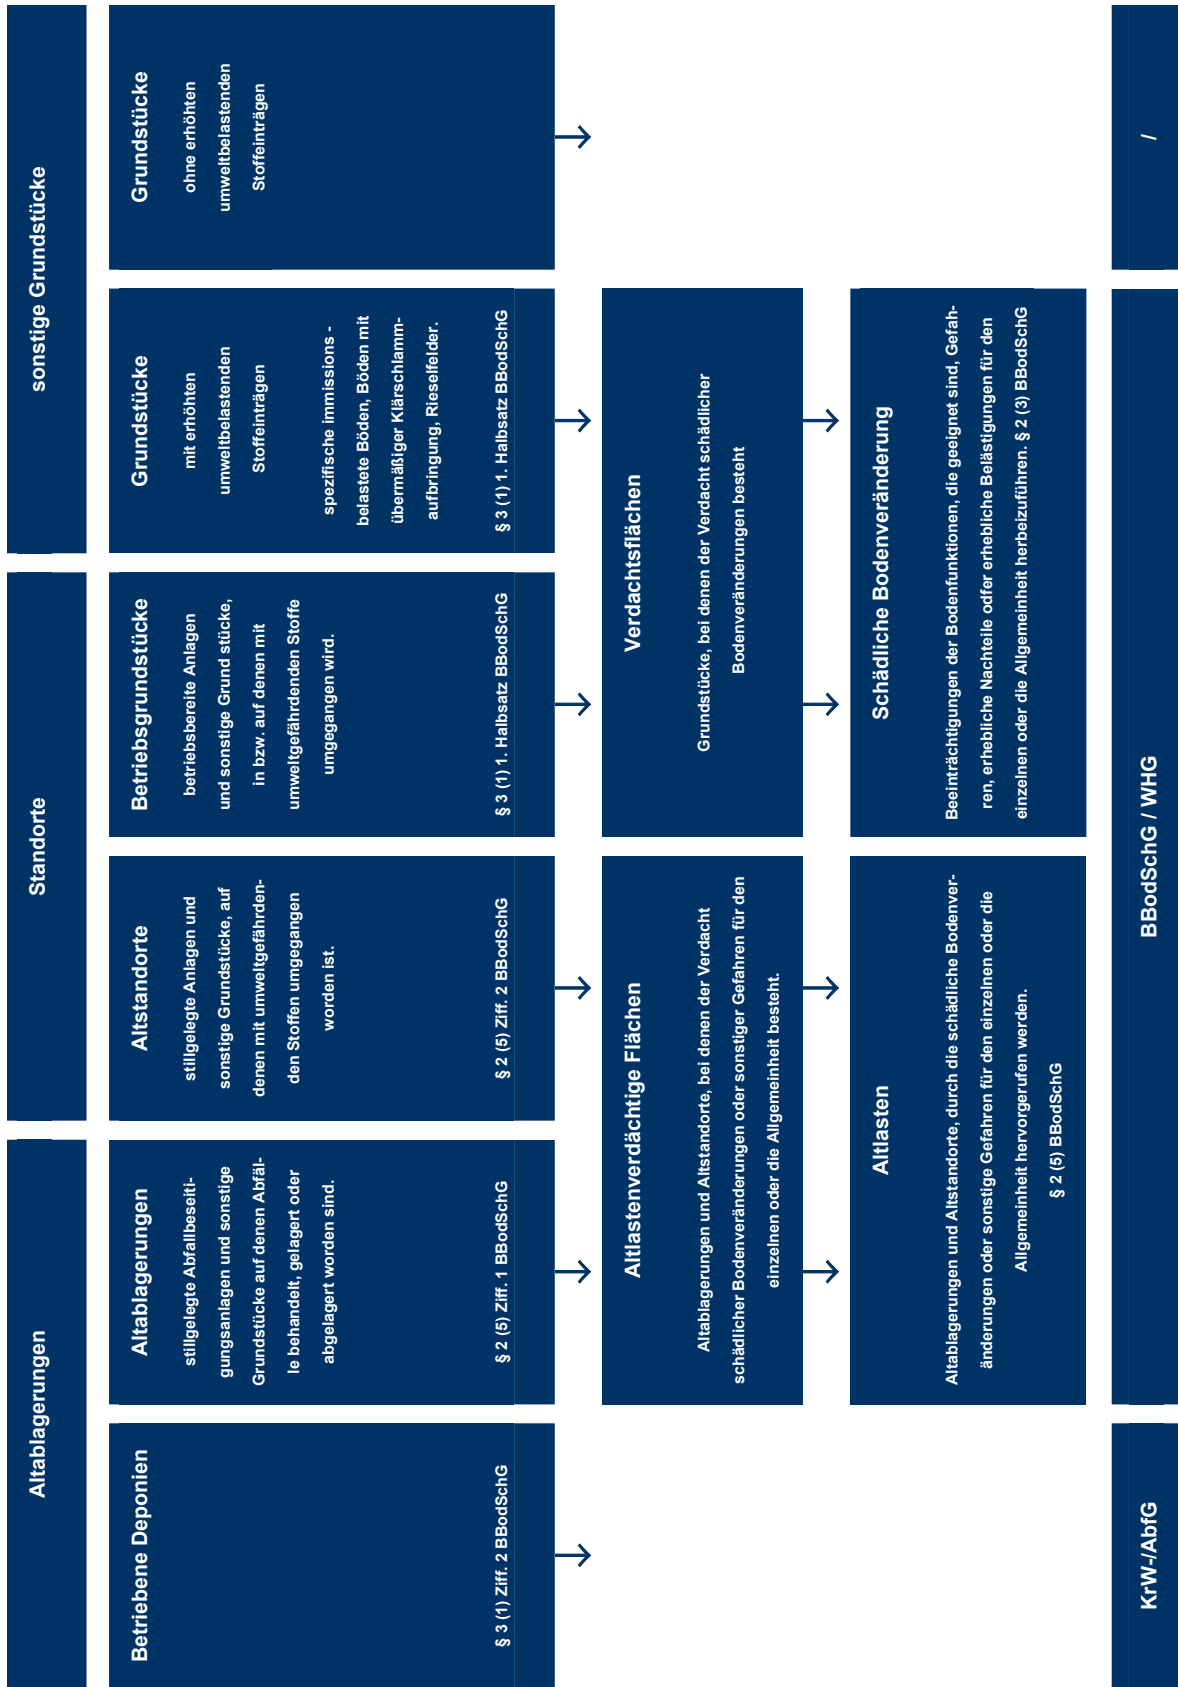 Altablagerungen
Standorte
sonstige Grundstücke
Betriebene Deponien
§ 3 (1) Ziff. 2 BBodSchG
Altablagerungen
stillgelegte Abfallbeseiti-
gungsanlagen und sonstige
Grundstücke auf denen Abfäl-
le behandelt, gelagert oder
abgelagert worden sind.
§ 2 (5) Ziff. 1 BBodSchG
Altstandorte
stillgelegte Anlagen und
sonstige Grundstücke, auf
denen mit umweltgefährden-
den Stoffen umgegangen
worden ist.
§ 2 (5) Ziff. 2 BBodSchG
Betriebsgrundstücke
betriebsbereite Anlagen
und sonstige Grund stücke,
in bzw. auf denen mit
umweltgefährdenden Stoffe
umgegangen wird.
§ 3 (1) 1. Halbsatz BBodSchG
Grundstücke
mit erhöhten
umweltbelastenden
Stoffeinträgen
spezifische immissions -
belastete Böden, Böden mit
übermäßiger Klärschlamm-
aufbringung, Rieselfelder.
§ 3 (1) 1. Halbsatz BBodSchG
Grundstücke
ohne erhöhten
umweltbelastenden
Stoffeinträgen
Altlastenverdächtige Flächen
Altablagerungen und Altstandorte, bei denen der Verdacht
schädlicher Bodenveränderungen oder sonstiger Gefahren für den
einzelnen oder die Allgemeinheit besteht.
Verdachtsflächen
Grundstücke, bei denen der Verdacht schädlicher
Bodenveränderungen besteht
Altlasten
Altablagerungen und Altstandorte, durch die schädliche Bodenver-
änderungen oder sonstige Gefahren für den einzelnen oder die
Allgemeinheit hervorgerufen werden.
§ 2 (5) BBodSchG
Schädliche Bodenveränderung
Beeinträchtigungen der Bodenfunktionen, die geeignet sind, Gefah-
ren, erhebliche Nachteile odfer erhebliche Belästigungen für den
einzelnen oder die Allgemeinheit herbeizuführen. § 2 (3) BBodSchG
KrW-/AbfG
BBodSchG / WHG
/